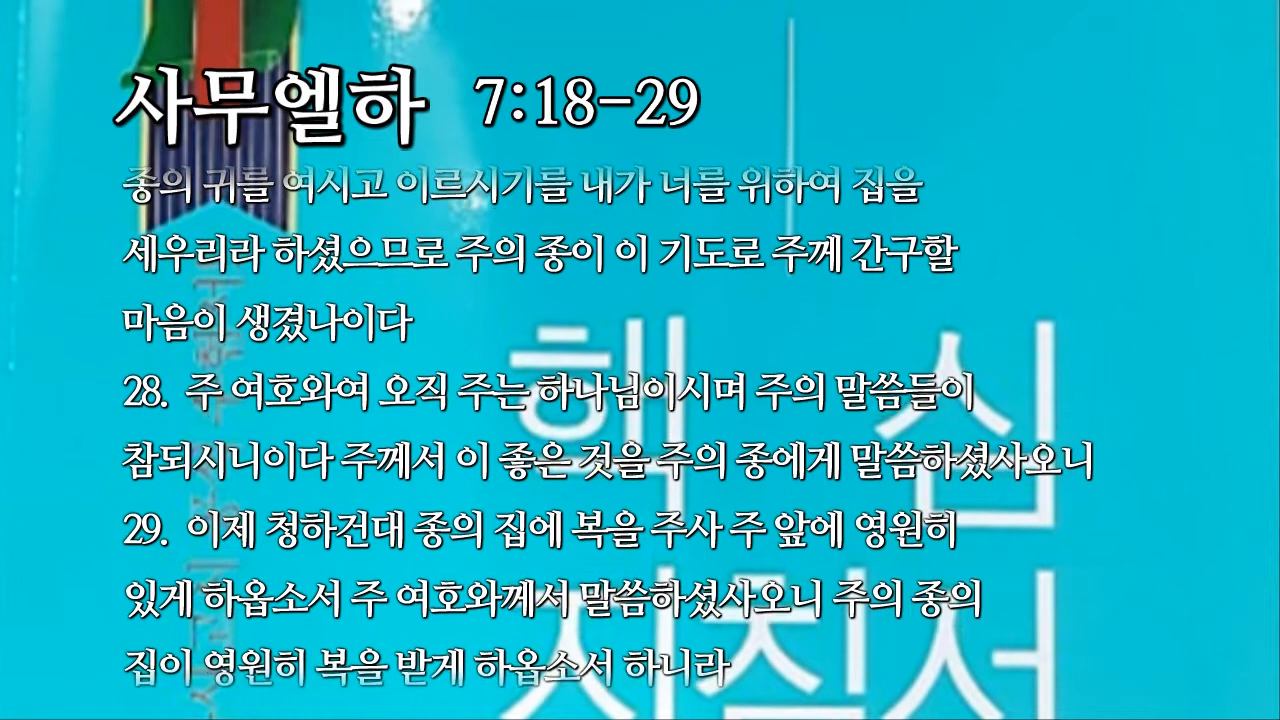 사무엘하 7:18-29
종의 귀를 여시고 이르시기를 내가 너를 위하여 집을
세우리라 하셨으므로 주의 종이 이 기도로 주께 간구할
마음이 생겼나이다
28. 주 여호와여 오직 주는 하나님이시며 주의 말씀들이
참되시니이다 주께서 이 좋은 것을 주의 종에게 말씀하셨사오니
29. 이제 청하건대 종의 집에 복을 주사 주 앞에 영원히
있게 하옵소서 주 여호와께서 말씀하셨사오니 주의 종의
집이 영원히 복을 받게 하옵소서 하니라
핵심
지침서